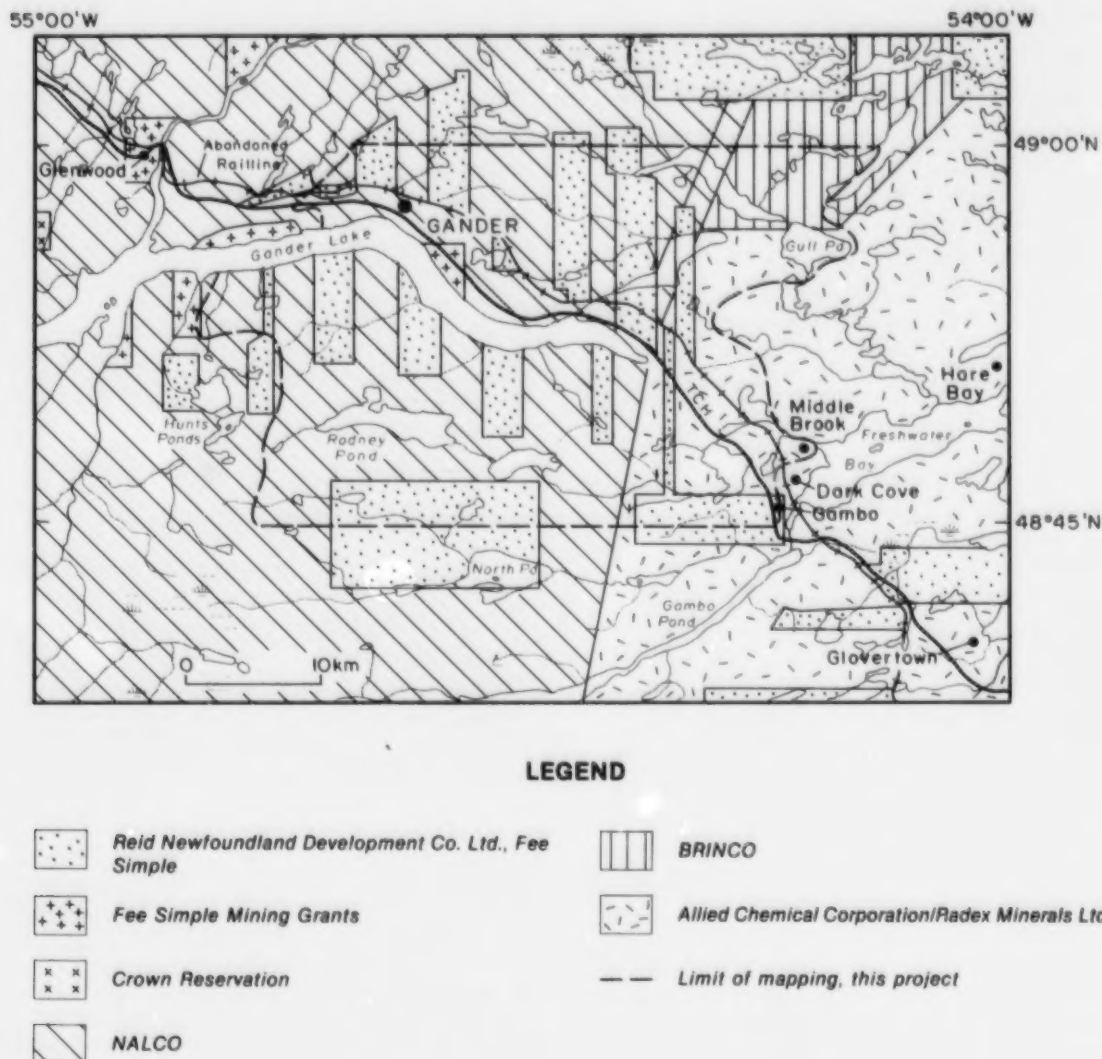 55°00'W
54°00'W
49°00'N
Glenwood
Abandoned
Railline
GANDER
Gander Lake
Gull Pd.
Hare
Bay
TCH
Middle
Brook
Freshwater
Bay
Hunts
Ponds
Rodney
Pond
Dark Cove
Gambo
48°45'N
North Pd.
Gambo
Pond
Glovertown
0 10km
LEGEND
Reid Newfoundland Development Co. Ltd., Fee
Simple
Fee Simple Mining Grants
Crown Reservation
NALCO
BRINCO
Allied Chemical Corporation/Radex Minerals Ltd
Limit of mapping, this project